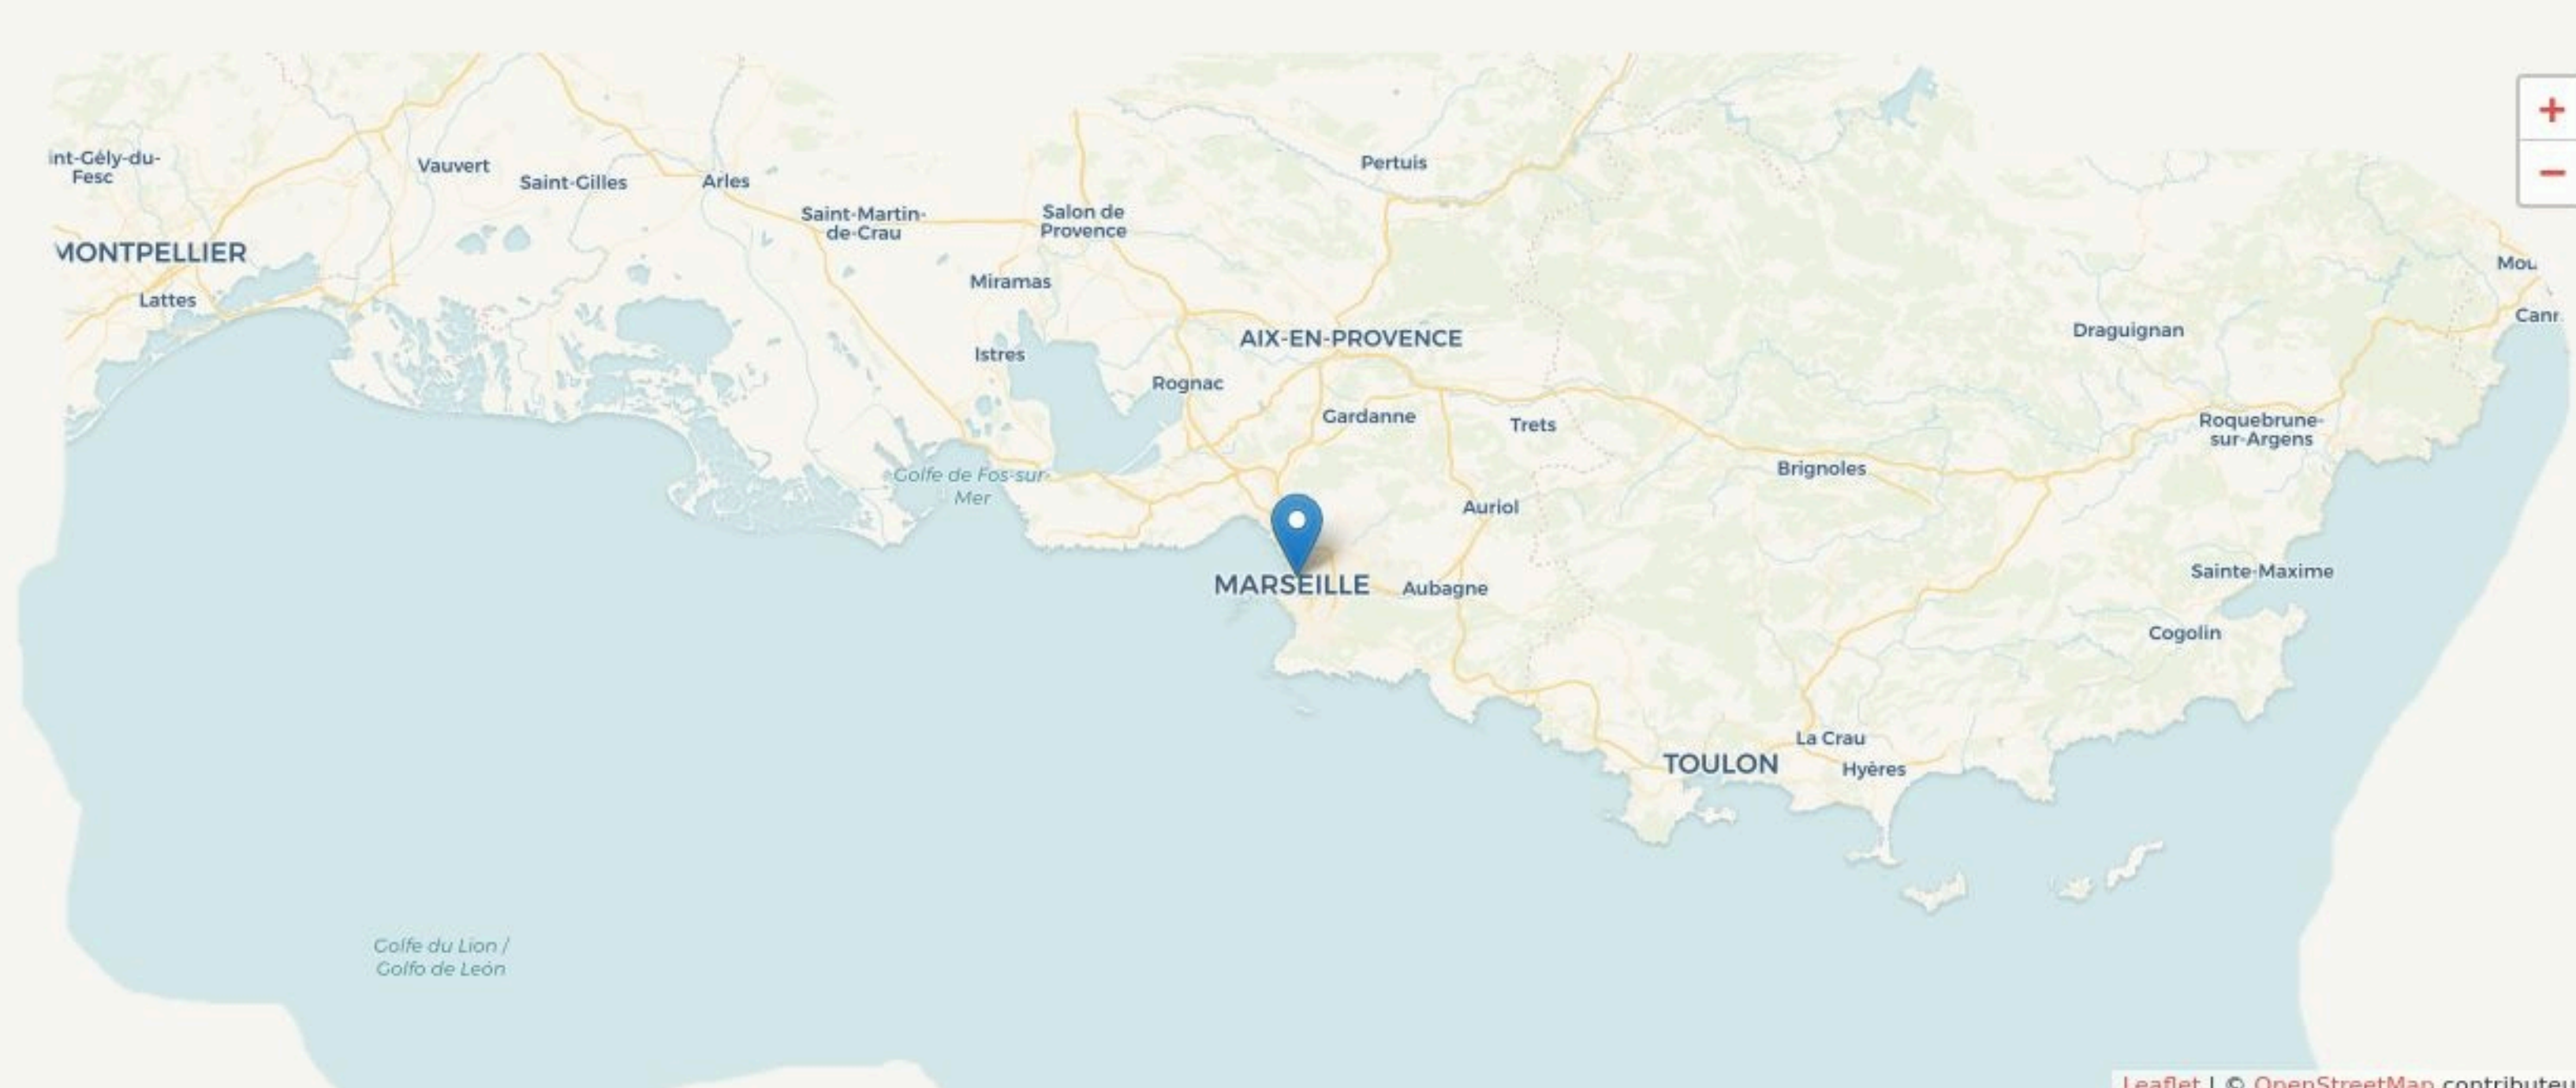 int-Gély-du-
Fesc
Vauvert
Saint-Gilles
Arles
Pertuis
Saint-Martin-
de-Crau
Salon de
Provence
MONTPELLIER
Mou
Miramas
Lattes
Cann
Draguignan
AIX-EN-PROVENCE
Istres
Rognac
Gardanne
Trets
Roquebrune-
sur-Argens
Brignoles
Golfe de Fos-sur-
Mer
Auriol
Sainte-Maxime
MARSEILLE
Aubagne
Cogolin
La Crau
TOULON
Hyères
Golfe du Lion /
Golfo de León
Leaflet | © OpenStreetMap contributeu